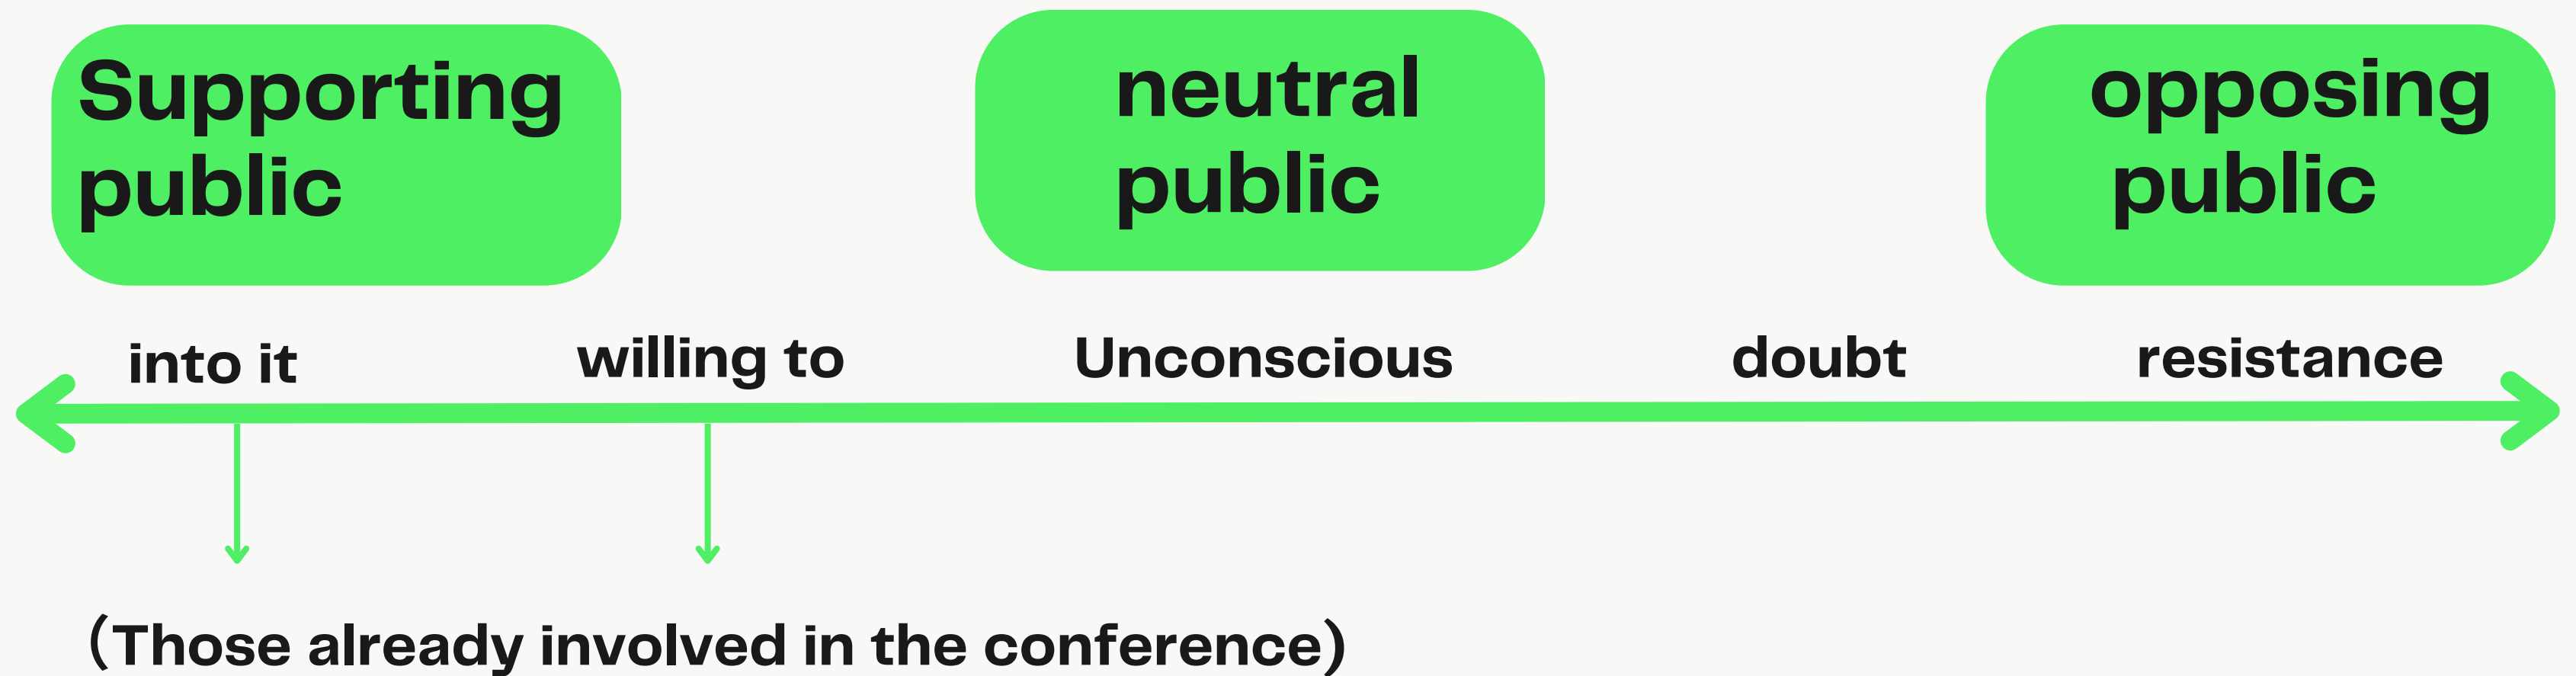 Supporting
public
neutral
public
opposing
public
into it
willing to
Unconscious
doubt
resistance
(Those already involved in the conference)